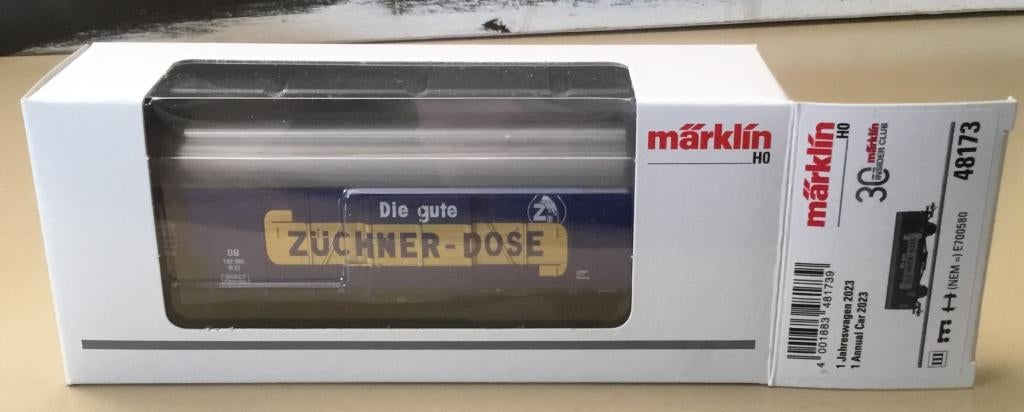 märklin
H0
Die gute
Z
ZÜCHNER-DOSE
DB
märklin
H0
30
märklin
INSIDER CLUB
48173
4 001883 481739
1 Jahreswagen 2023
1 Annual Car 2023
III
(NEM =) E700580